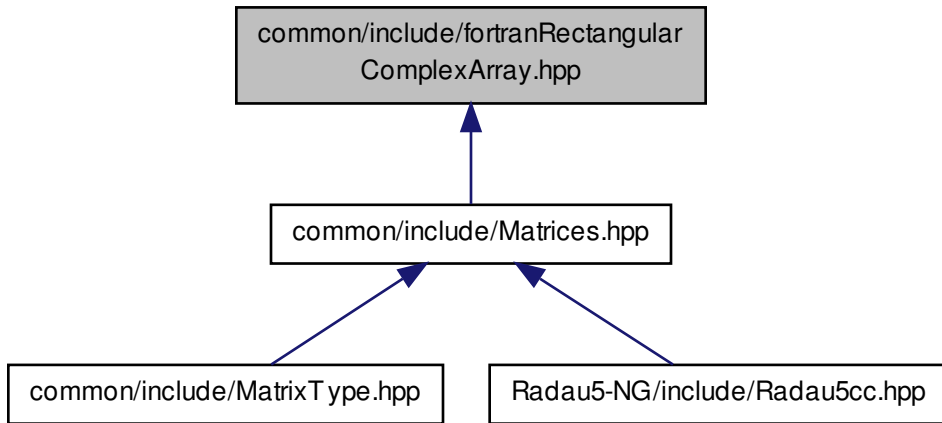 common/include/fortranRectangular
ComplexArray.hpp
common/include/Matrices.hpp
common/include/MatrixType.hpp
Radau5-NG/include/Radau5cc.hpp